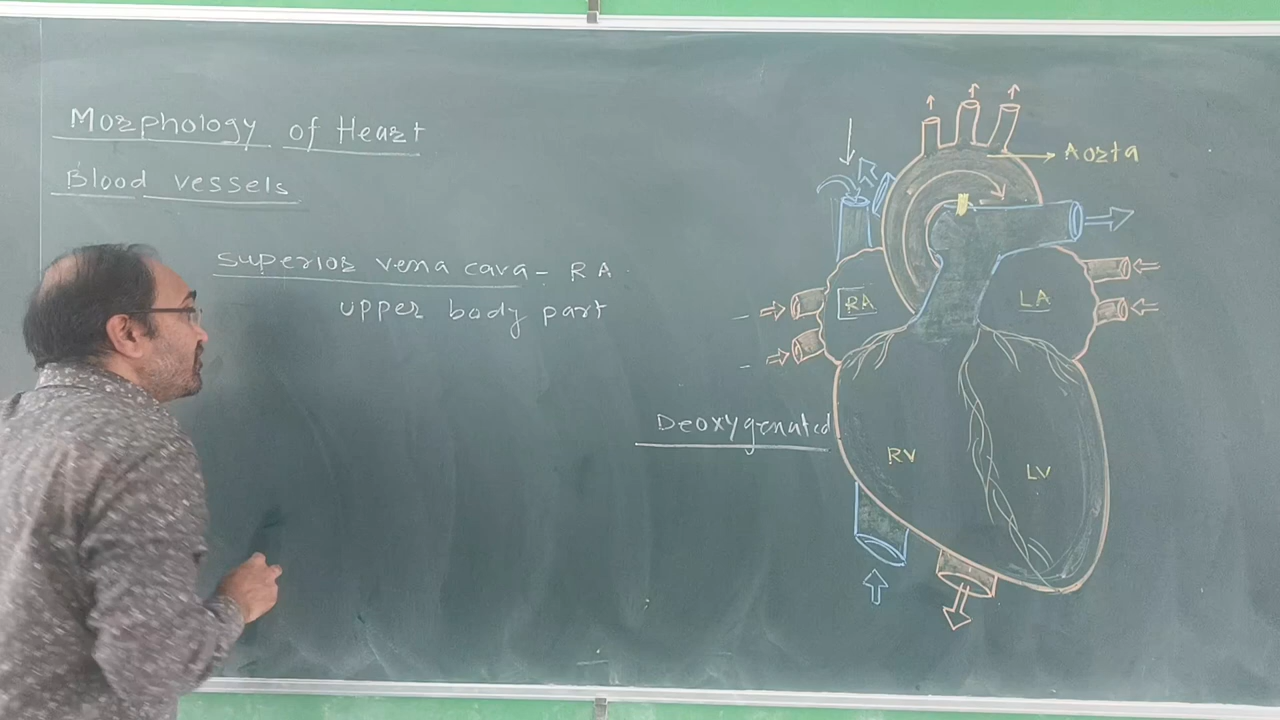 Morphology of Heart
Blood vessels
Superior vena cava - RA
upper body part
Aorta
RA
LA
Deoxygenated
RV
LV